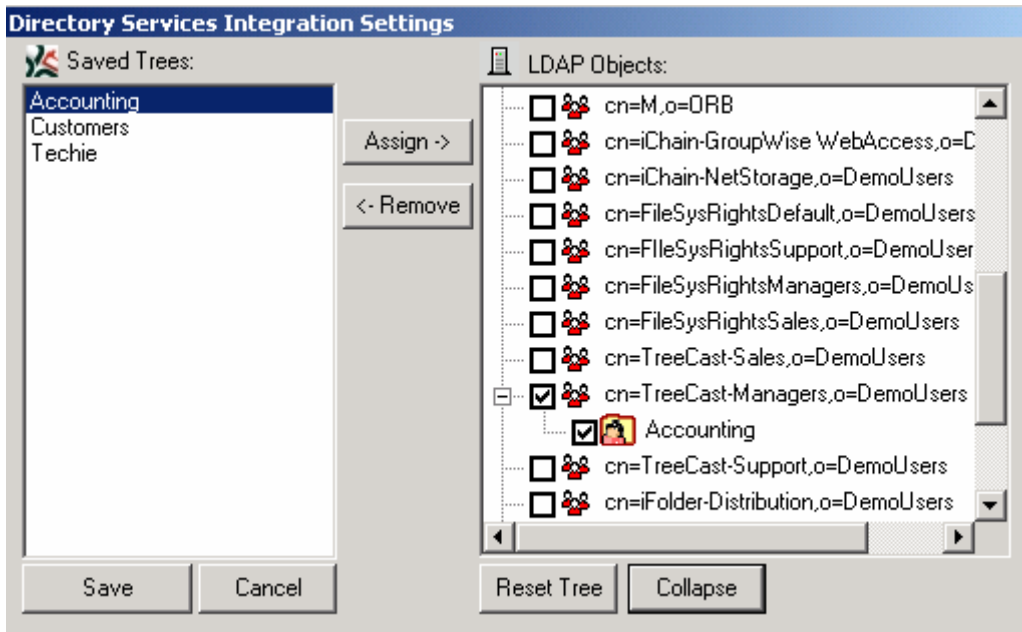 Directory Services Integration Settings
Saved Trees:
Accounting
Customers
Techie
Assign ->
<- Remove
Save
Cancel
LDAP Objects:
cn=M,o=ORB
cn=iChain-GroupWise WebAccess,o=D
cn=iChain-NetStorage,o=DemoUsers
cn=FileSysRightsDefault,o=DemoUsers
cn=FIleSysRightsSupport,o=DemoUser
cn=FileSysRightsManagers,o=DemoUs
cn=FileSysRightsSales,o=DemoUsers
cn=TreeCast-Sales,o=DemoUsers
cn=TreeCast-Managers,o=DemoUsers
Accounting
cn=TreeCast-Support,o=DemoUsers
cn=iFolder-Distribution,o=DemoUsers
Reset Tree
Collapse